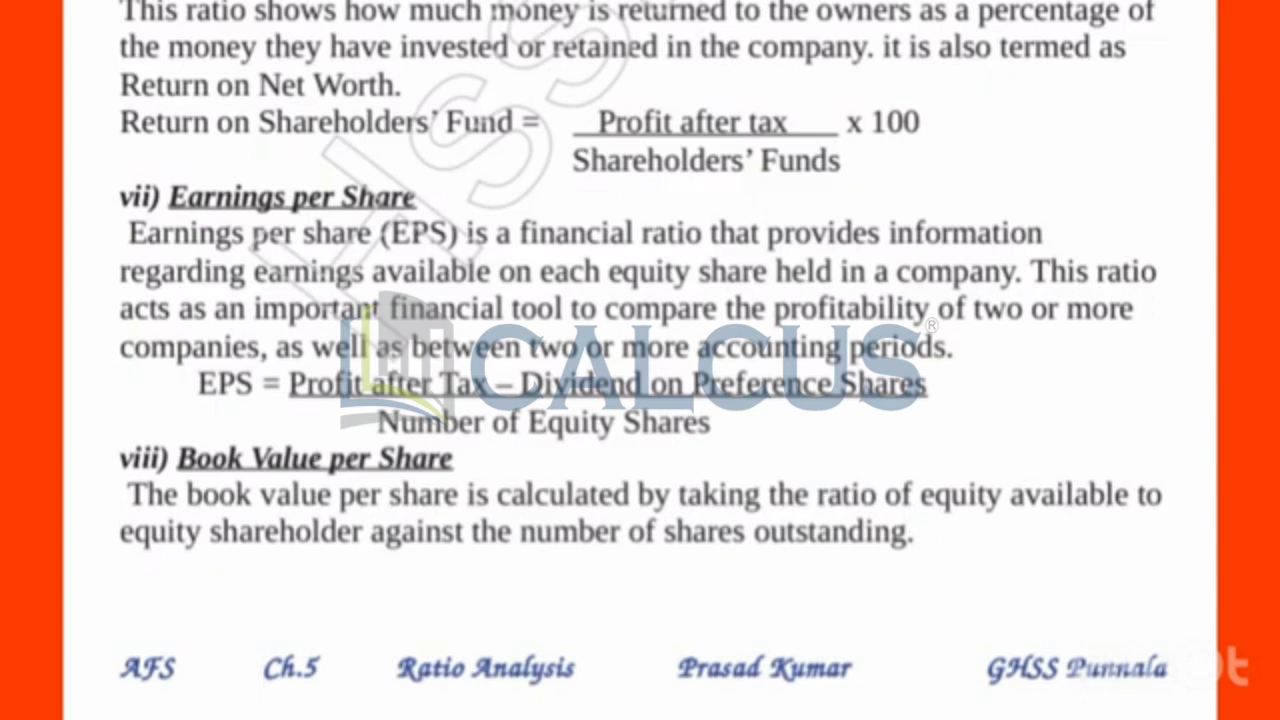 This ratio shows how much money is returned to the owners as a percentage of
the money they have invested or retained in the company. it is also termed as
Return on Net Worth.
Return on Shareholders' Fund = Profit after tax x 100
Shareholders' Funds
vii) Earnings per Share
Earnings per share (EPS) is a financial ratio that provides information
regarding earnings available on each equity share held in a company. This ratio
acts as an important financial tool to compare the profitability of two or more
companies, as well as between two or more accounting periods.
EPS = Profit after Tax – Dividend on Preference Shares
Number of Equity Shares
viii) Book Value per Share
The book value per share is calculated by taking the ratio of equity available to
equity shareholder against the number of shares outstanding.
CALCUS®
HSS
AFS Ch.5 Ratio Analysis Prasad Kumar GHSS Punnala